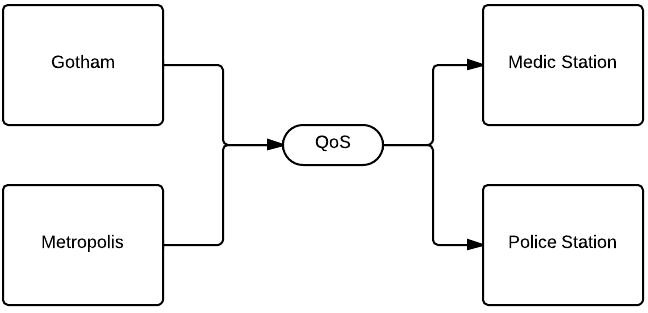 Gotham
Medic Station
QoS
Metropolis
Police Station